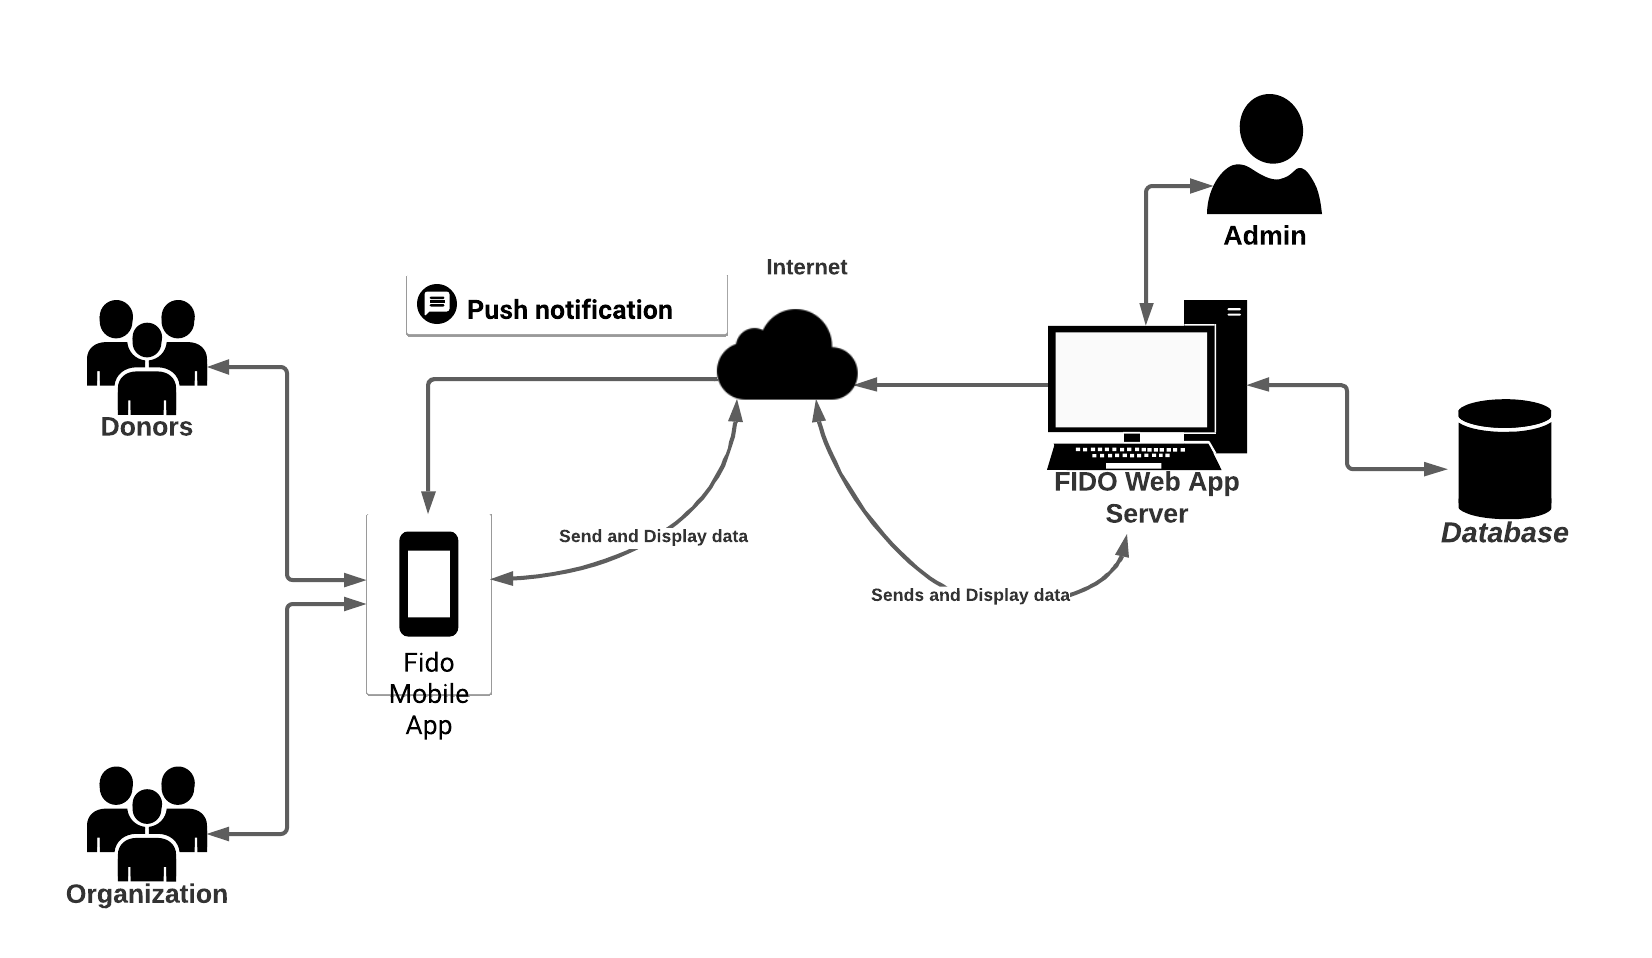 Admin
Internet
Push notification
Donors
FIDO Web App
Server
Database
Send and Display data
Sends and Display data
Fido
Mobile
App
Organization